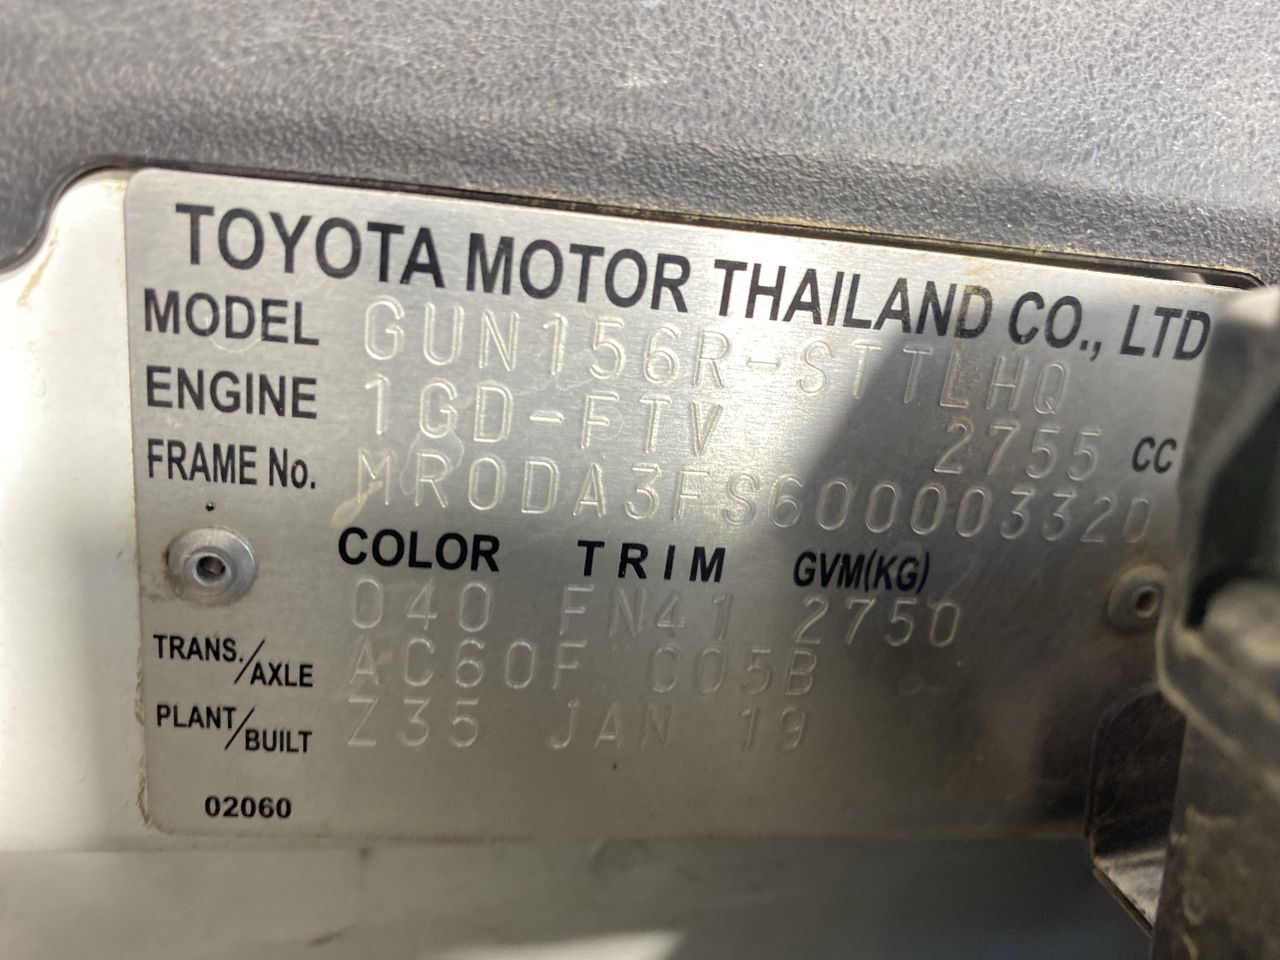 TOYOTA MOTOR THAILAND CO., LTD
MODEL GUN156R-STTLHQ
ENGINE 1GD-FTV 2755 CC
FRAME No. MR0DA3FS600003320
COLOR TRIM GVM(KG)
040 FN41 2750
TRANS./AXLE AC60F C05B
PLANT/BUILT Z35 JAN 19
02060